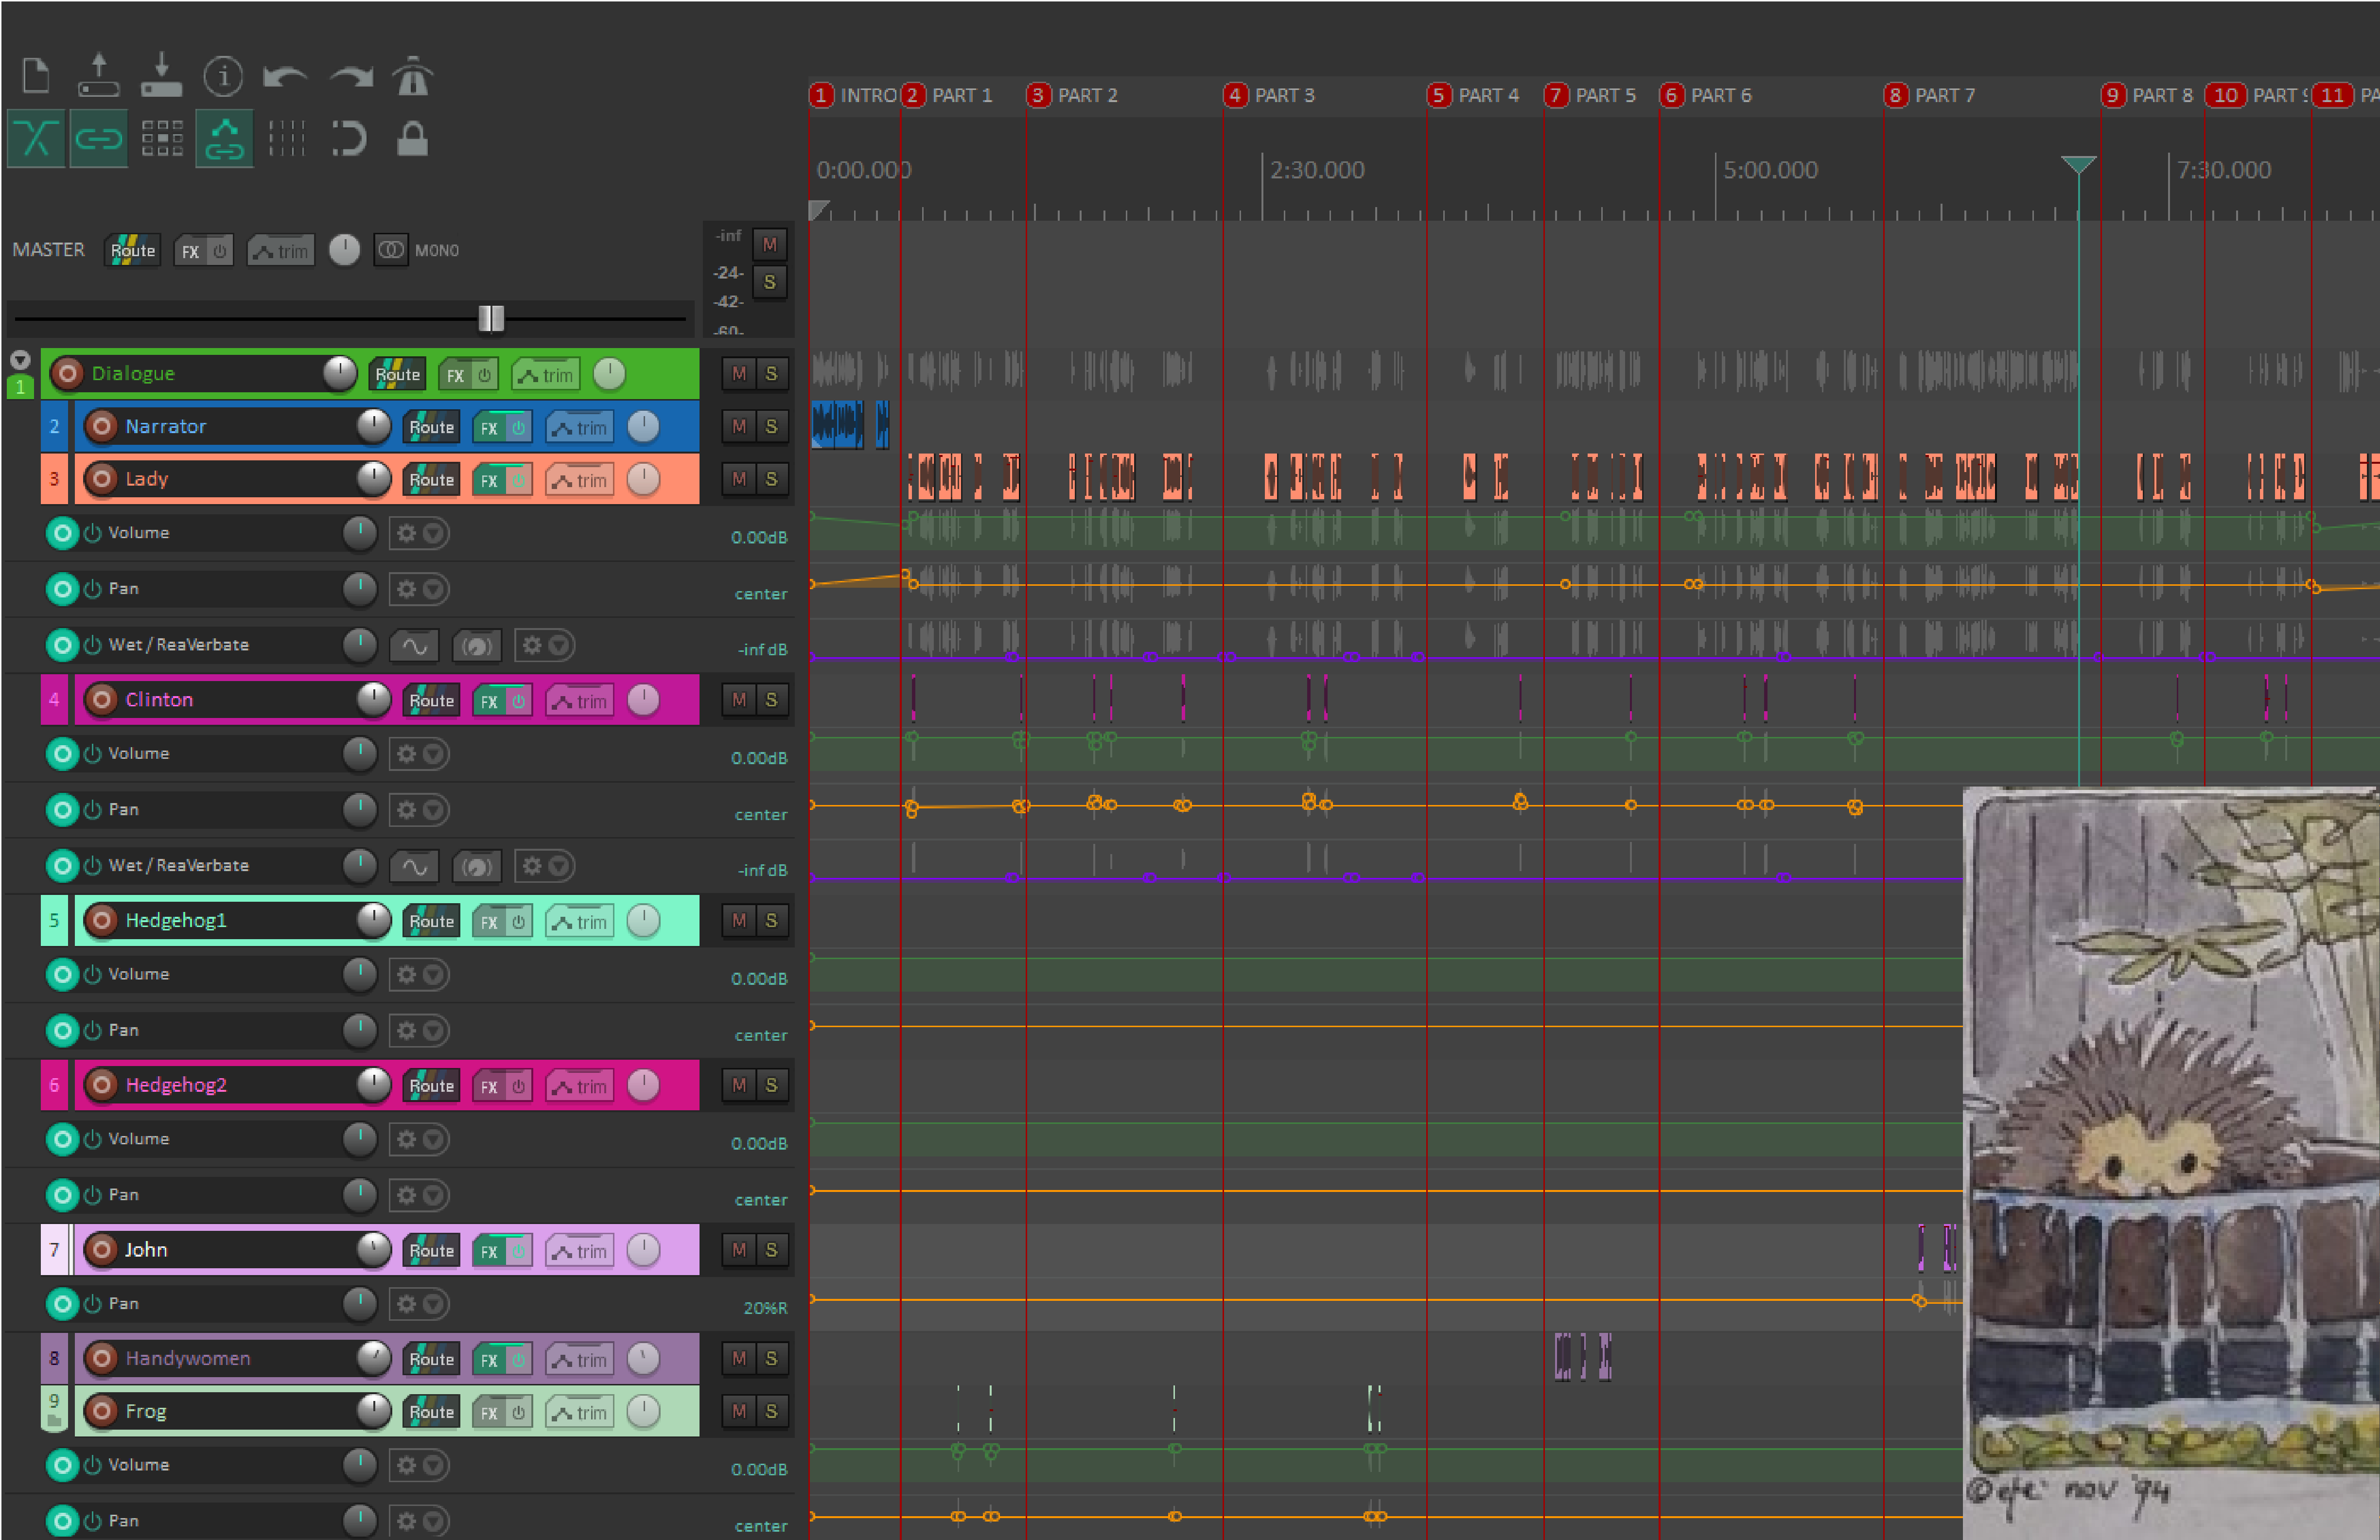 1 INTRO 2 PART 1 3 PART 2 4 PART 3 5 PART 4 7 PART 5 6 PART 6 8 PART 7 9 PART 8 10 PART 9 11 PA
0:00.000 2:30.000 5:00.000 7:30.000
MASTER Route FX trim MONO
-inf M
-24- S
-42-
-60-
1 Dialogue Route FX trim M S
2 Narrator Route FX trim M S
3 Lady Route FX trim M S
Volume 0.00dB
Pan center
Wet / ReaVerbate -inf dB
4 Clinton Route FX trim M S
Volume 0.00dB
Pan center
Wet / ReaVerbate -inf dB
5 Hedgehog1 Route FX trim M S
Volume 0.00dB
Pan center
6 Hedgehog2 Route FX trim M S
Volume 0.00dB
Pan center
7 John Route FX trim M S
Pan 20%R
8 Handywomen Route FX trim M S
9 Frog Route FX trim M S
Volume 0.00dB
Pan center
nov '94